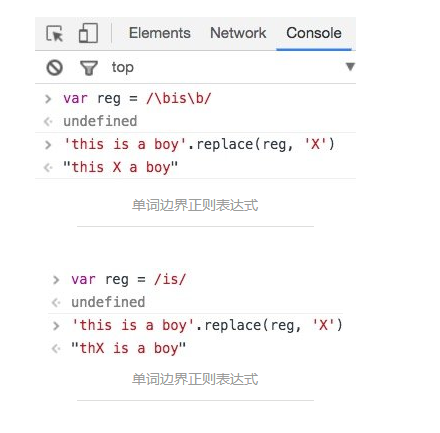 Elements Network Console
top
> var reg = /\bis\b/
< undefined
> 'this is a boy'.replace(reg, 'X')
< "this X a boy"
单词边界正则表达式
> var reg = /is/
< undefined
> 'this is a boy'.replace(reg, 'X')
< "thX is a boy"
单词边界正则表达式